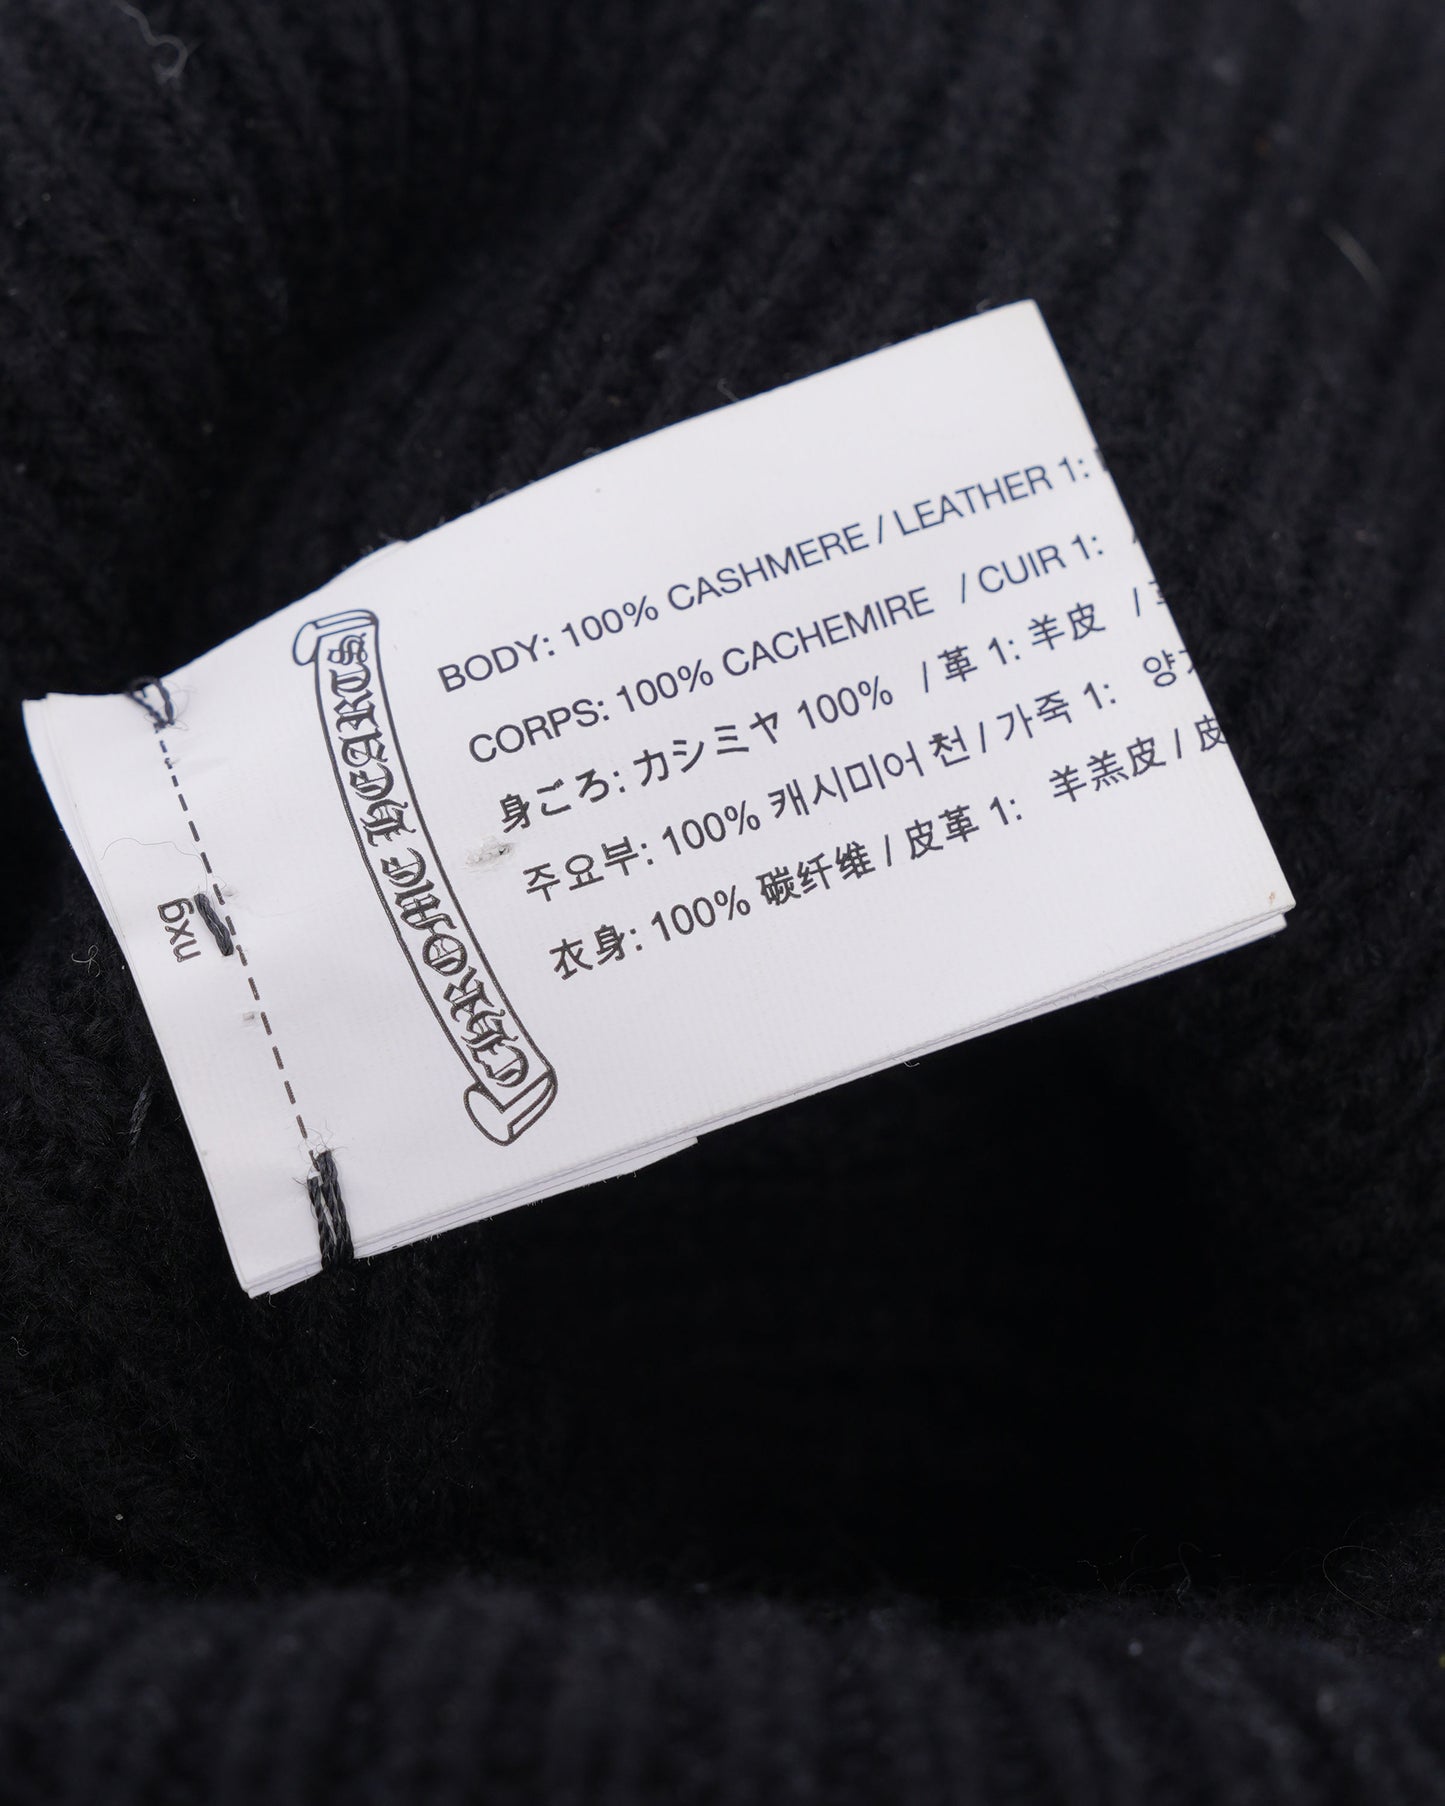 BODY: 100% CASHMERE / LEATHER 1:
CORPS: 100% CACHEMIRE / CUIR 1:
身ごろ: カシミヤ 100% / 革 1: 羊皮 /
주요부: 100% 캐시미어 천 / 가죽 1: 양
衣身: 100% 碳纤维 / 皮革 1: 羊羔皮 / 皮
CHROME HEARTS
nxg